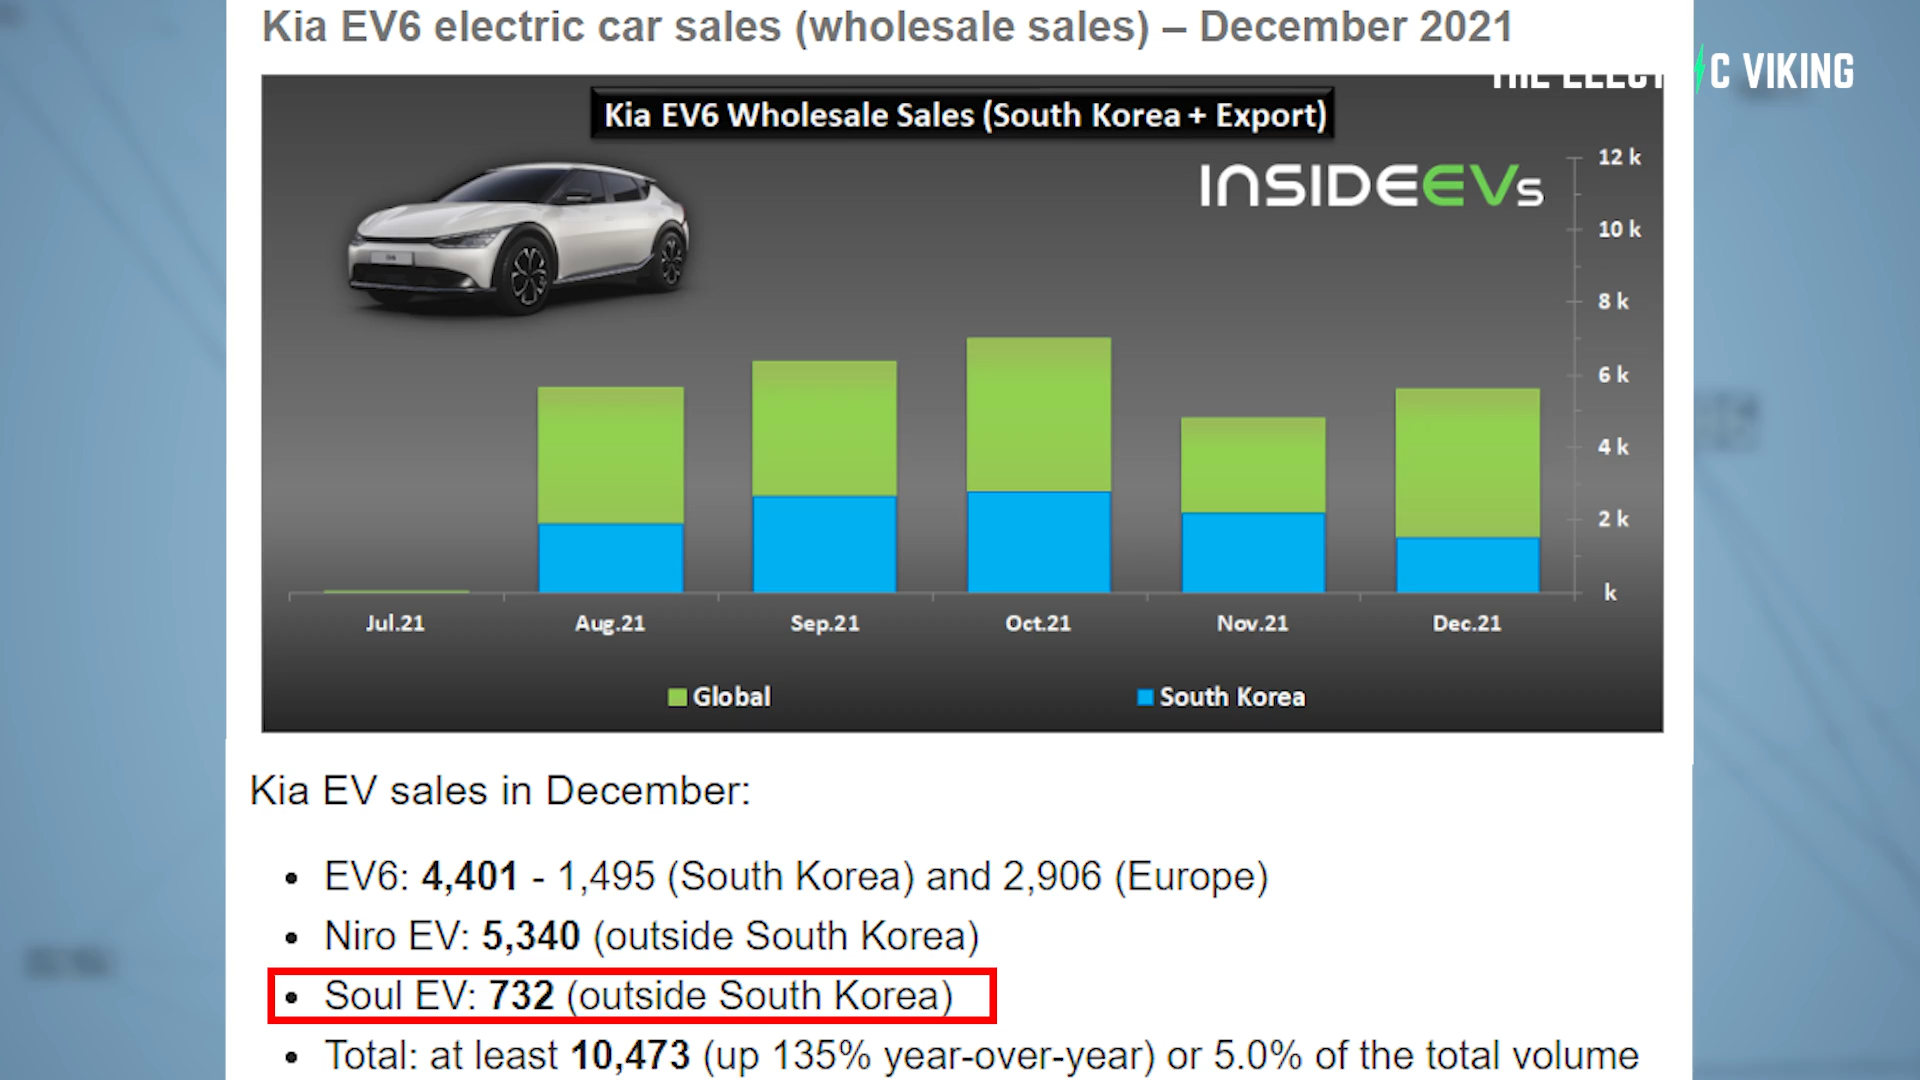 Kia EV6 electric car sales (wholesale sales) – December 2021
THE ELECT C VIKING
Kia EV6 Wholesale Sales (South Korea + Export)
INSIDEEVs
12 k
10 k
8 k
6 k
4 k
2 k
k
Jul.21 Aug.21 Sep.21 Oct.21 Nov.21 Dec.21
Global South Korea
Kia EV sales in December:
• EV6: 4,401 - 1,495 (South Korea) and 2,906 (Europe)
• Niro EV: 5,340 (outside South Korea)
• Soul EV: 732 (outside South Korea)
• Total: at least 10,473 (up 135% year-over-year) or 5.0% of the total volume